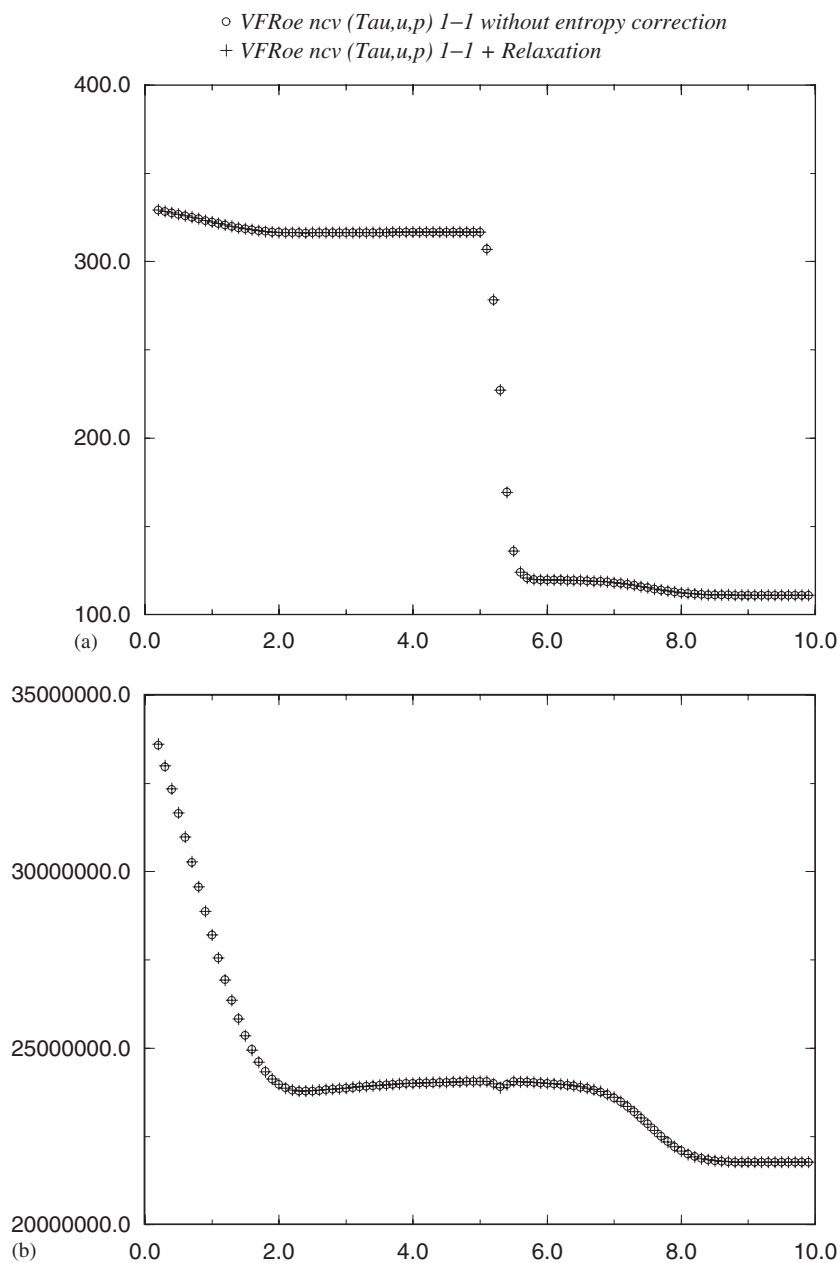 o VFRoe ncv (Tau,u,p) 1−1 without entropy correction
+ VFRoe ncv (Tau,u,p) 1−1 + Relaxation
400.0
300.0
200.0
100.0
(a)
0.0 2.0 4.0 6.0 8.0 10.0
35000000.0
30000000.0
25000000.0
20000000.0
(b)
0.0 2.0 4.0 6.0 8.0 10.0